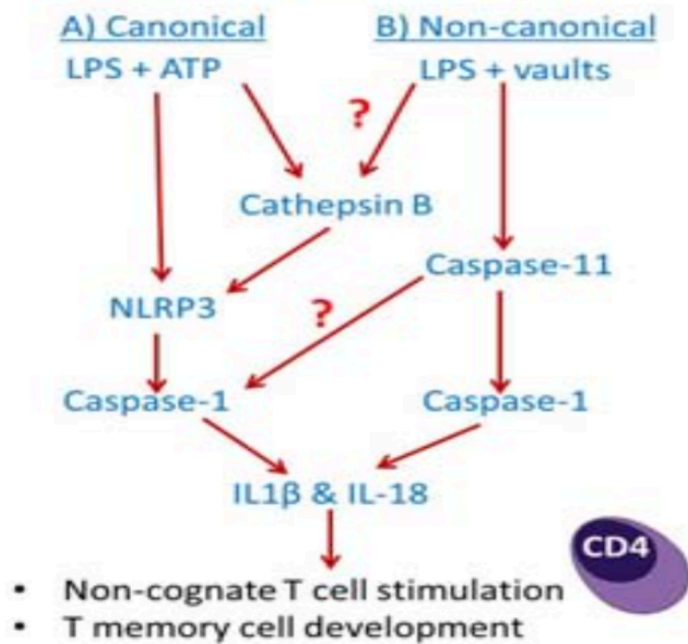 A) Canonical B) Non-canonical
LPS + ATP LPS + vaults
?
Cathepsin B
Caspase-11
NLRP3
?
Caspase-1 Caspase-1
IL1β & IL-18
CD4
• Non-cognate T cell stimulation
• T memory cell development